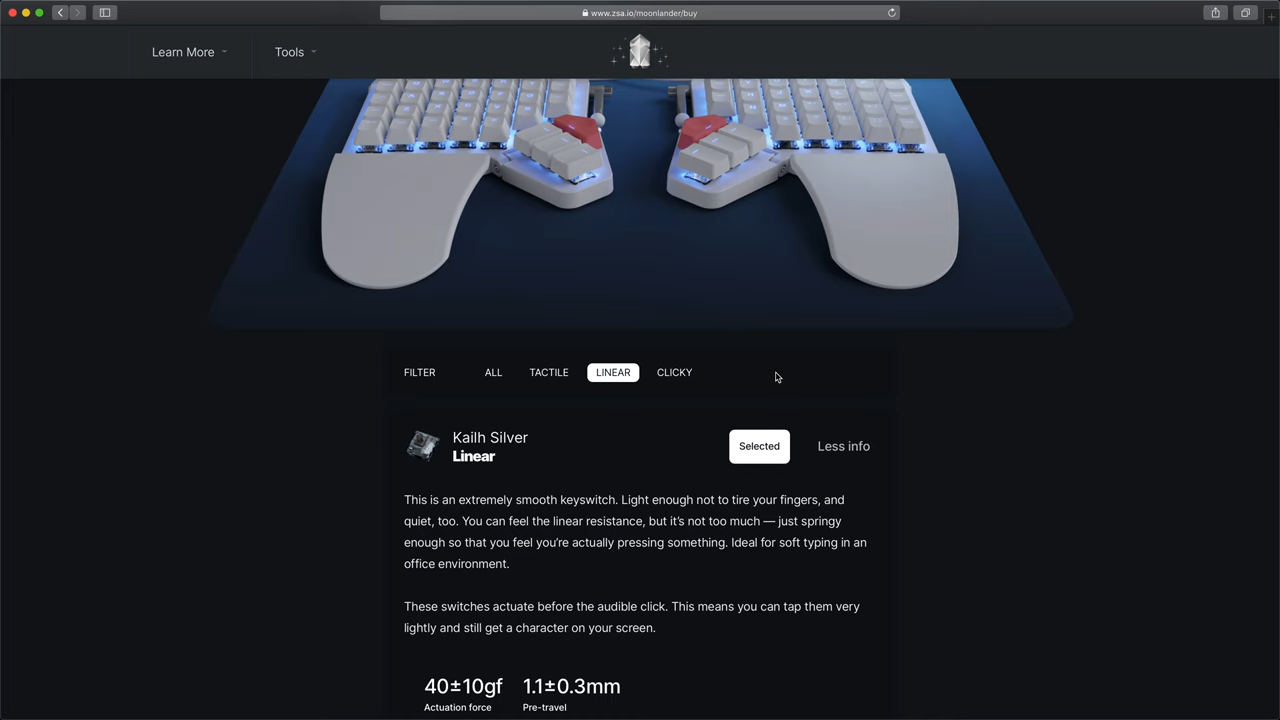 www.zsa.io/moonlander/buy
Learn More
Tools
FILTER ALL TACTILE LINEAR CLICKY
Kailh Silver
Linear
Selected
Less info
This is an extremely smooth keyswitch. Light enough not to tire your fingers, and
quiet, too. You can feel the linear resistance, but it’s not too much — just springy
enough so that you feel you’re actually pressing something. Ideal for soft typing in an
office environment.
These switches actuate before the audible click. This means you can tap them very
lightly and still get a character on your screen.
40±10gf 1.1±0.3mm
Actuation force Pre-travel